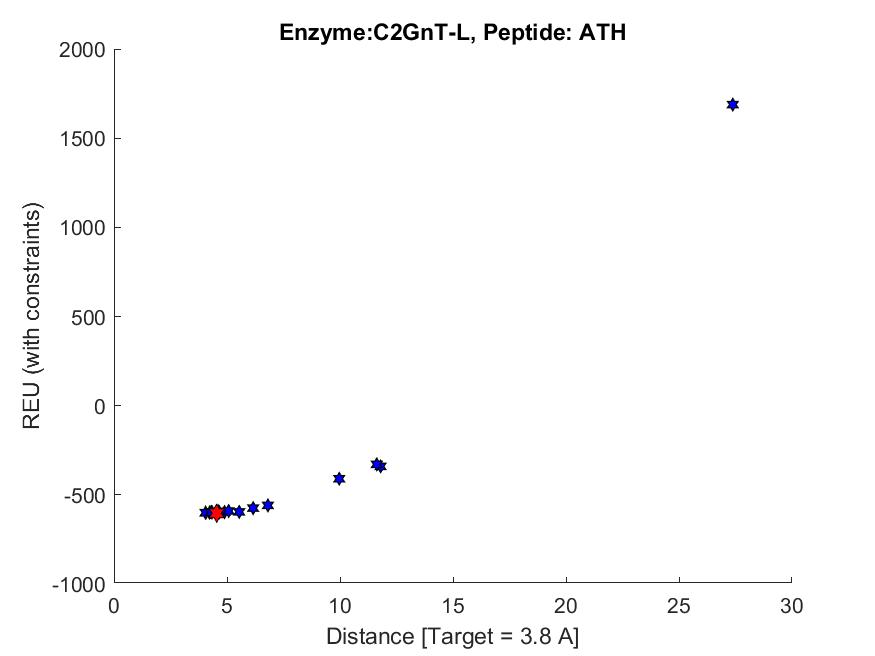 Enzyme:C2GnT-L, Peptide: ATH
2000
1500
1000
500
0
-500
-1000
REU (with constraints)
0 5 10 15 20 25 30
Distance [Target = 3.8 A]